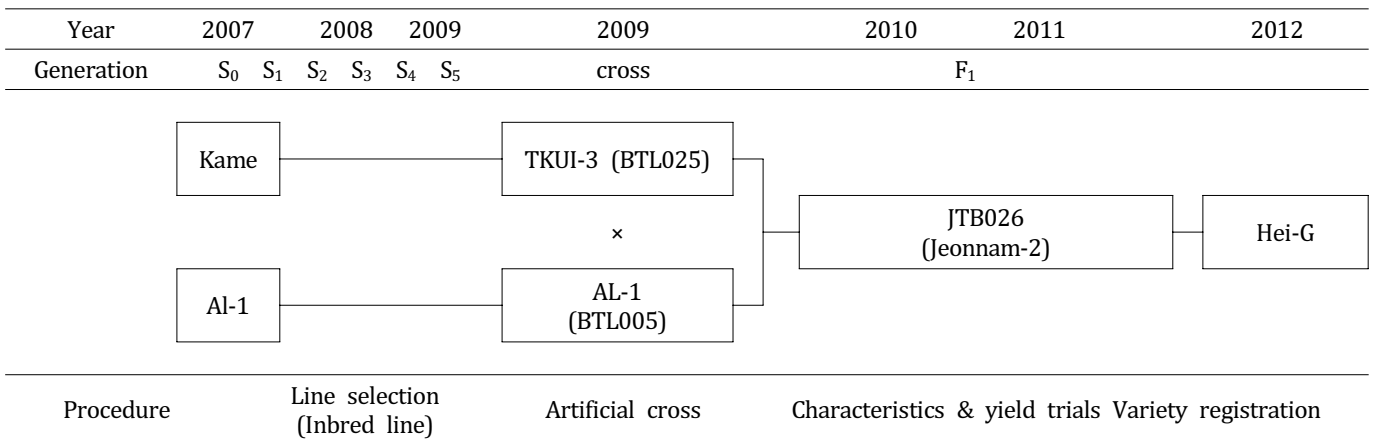 Year 2007 2008 2009 2009 2010 2011 2012
Generation S0 S1 S2 S3 S4 S5 cross F1
Kame TKUI-3 (BTL025)
×
JTB026
(Jeonnam-2)
Hei-G
Al-1
AL-1
(BTL005)
Procedure
Line selection
(Inbred line)
Artificial cross
Characteristics & yield trials Variety registration